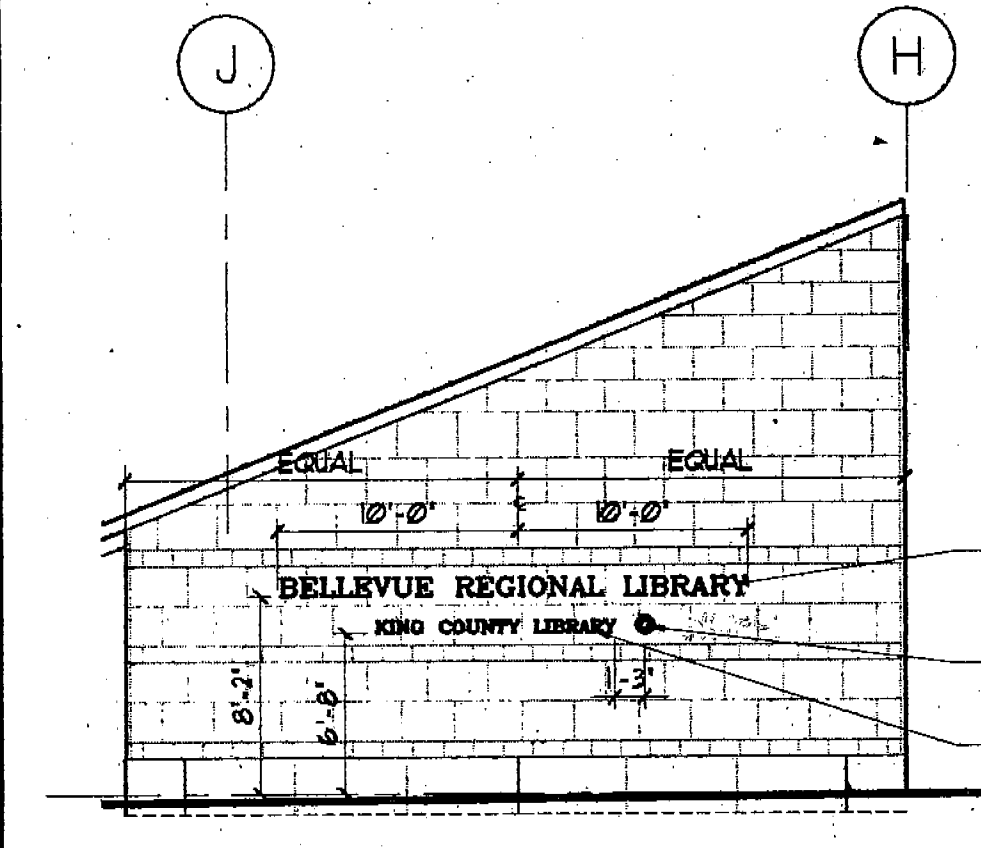 J
H
EQUAL
EQUAL
10'-0"
10'-0"
BELLEVUE REGIONAL LIBRARY
KING COUNTY LIBRARY
8'-2"
6'-8"
1'-3"